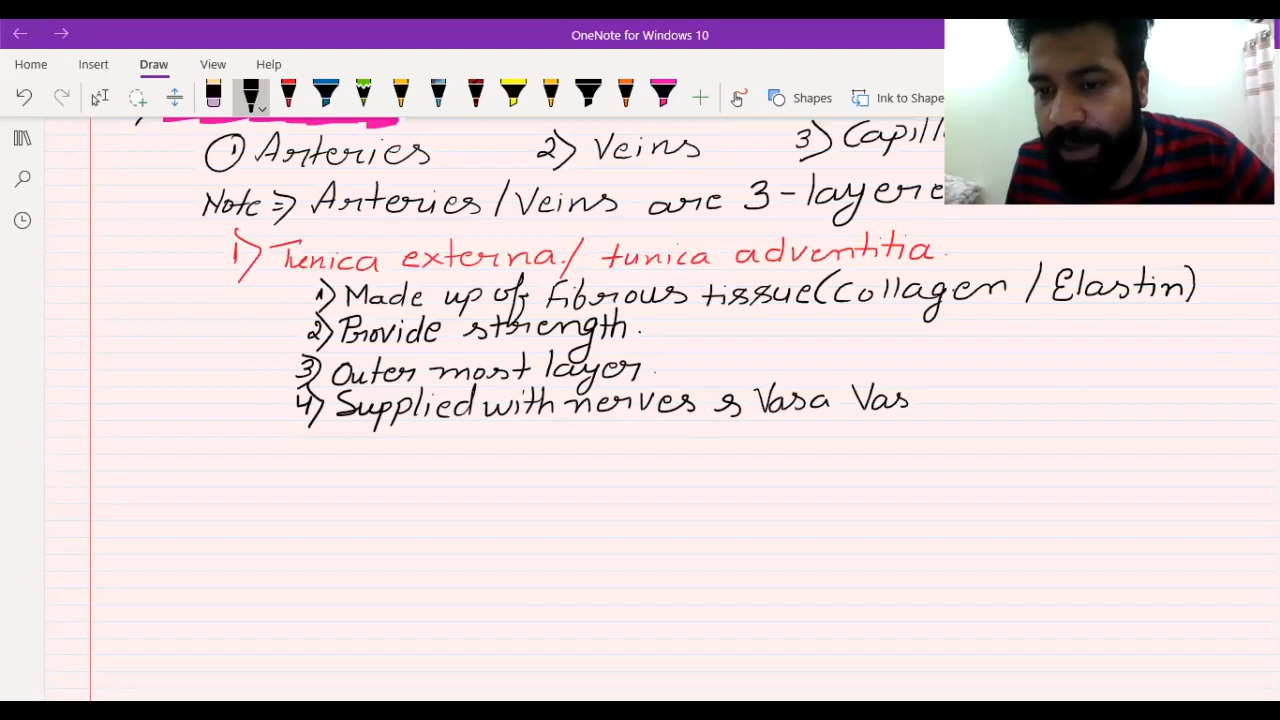 OneNote for Windows 10
Home Insert Draw View Help
Shapes Ink to Shape
① Arteries 2) Veins 3) Capill
Note => Arteries / Veins are 3-layere
1) Tunica externa / tunica adventitia.
1) Made up of fibrous tissue (Collagen / Elastin)
2) Provide strength.
3) Outer most layer.
4) Supplied with nerves & Vasa Vas